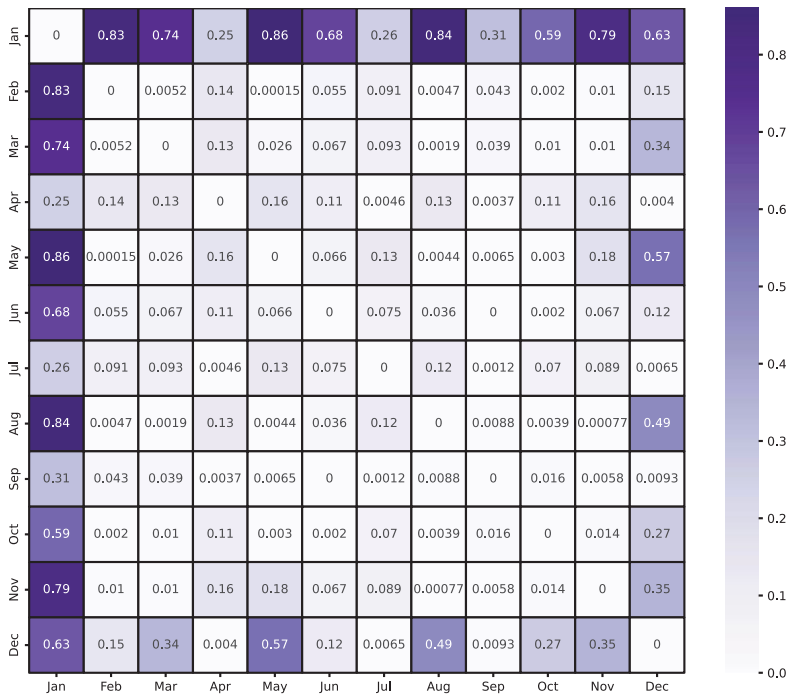 Jan 0 0.83 0.74 0.25 0.86 0.68 0.26 0.84 0.31 0.59 0.79 0.63
Feb 0.83 0 0.0052 0.14 0.00015 0.055 0.091 0.0047 0.043 0.002 0.01 0.15
Mar 0.74 0.0052 0 0.13 0.026 0.067 0.093 0.0019 0.039 0.01 0.01 0.34
Apr 0.25 0.14 0.13 0 0.16 0.11 0.0046 0.13 0.0037 0.11 0.16 0.004
May 0.86 0.00015 0.026 0.16 0 0.066 0.13 0.0044 0.0065 0.003 0.18 0.57
Jun 0.68 0.055 0.067 0.11 0.066 0 0.075 0.036 0 0.002 0.067 0.12
Jul 0.26 0.091 0.093 0.0046 0.13 0.075 0 0.12 0.0012 0.07 0.089 0.0065
Aug 0.84 0.0047 0.0019 0.13 0.0044 0.036 0.12 0 0.0088 0.0039 0.00077 0.49
Sep 0.31 0.043 0.039 0.0037 0.0065 0 0.0012 0.0088 0 0.016 0.0058 0.0093
Oct 0.59 0.002 0.01 0.11 0.003 0.002 0.07 0.0039 0.016 0 0.014 0.27
Nov 0.79 0.01 0.01 0.16 0.18 0.067 0.089 0.00077 0.0058 0.014 0 0.35
Dec 0.63 0.15 0.34 0.004 0.57 0.12 0.0065 0.49 0.0093 0.27 0.35 0
Jan Feb Mar Apr May Jun Jul Aug Sep Oct Nov Dec
0.8
0.7
0.6
0.5
0.4
0.3
0.2
0.1
0.0